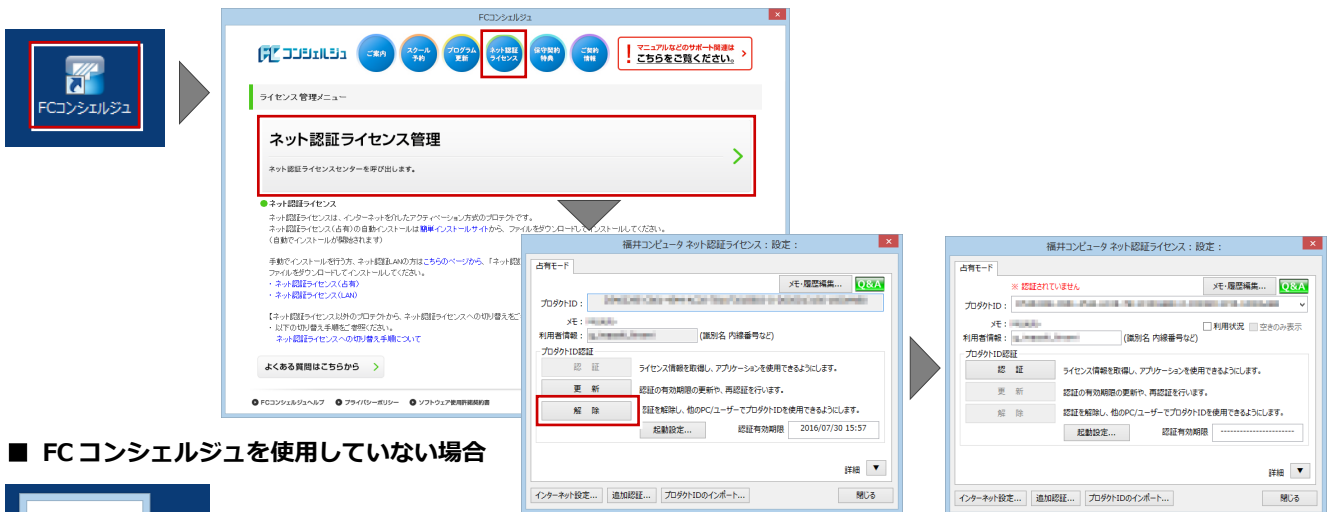 FCコンシェルジュ
FCコンシェルジュ
FC コンシェルジュ
ご案内
スクール
予約
プログラム
更新
ネット認証
ライセンス
保守契約
特典
ご契約
情報
! マニュアルなどのサポート関連は
こちらをご覧ください。
ライセンス管理メニュー
ネット認証ライセンス管理
ネット認証ライセンスセンターを呼び出します。
●ネット認証ライセンス
ネット認証ライセンスは、インターネットを介したアクティベーション方式のプロテクトです。
ネット認証ライセンス(占有)の自動インストールは簡単インストールサイトから、ファイルをダウンロードしてインストールしてください。
(自動でインストールが開始されます)
手動でインストールを行う方、ネット認証LANの方はこちらのページから、「ネット認
ファイルをダウンロードしてインストールしてください。
・ネット認証ライセンス(占有)
・ネット認証ライセンス(LAN)
【ネット認証ライセンス以外のプロテクトから、ネット認証ライセンスへの切り替えをご
・以下の切り替え手順をご参照ください。
ネット認証ライセンスへの切り替え手順について
よくある質問はこちらから
FCコンシェルジュヘルプ
プライバシーポリシー
ソフトウェア使用許諾契約書
福井コンピュータ ネット認証ライセンス：設定：
占有モード
メモ・履歴編集...
Q&A
プロダクトID：
メモ：
利用者情報：
(識別名 内線番号など)
プロダクトID認証
認 証
ライセンス情報を取得し、アプリケーションを使用できるようにします。
更 新
認証の有効期限の更新や、再認証を行います。
解 除
認証を解除し、他のPC/ユーザーでプロダクトIDを使用できるようにします。
起動設定...
認証有効期限
2016/07/30 15:57
詳細 ▼
インターネット設定...
追加認証...
プロダクトIDのインポート...
閉じる
福井コンピュータ ネット認証ライセンス：設定：
占有モード
※ 認証されていません
メモ・履歴編集...
Q&A
プロダクトID：
メモ：
利用状況
空きのみ表示
利用者情報：
(識別名 内線番号など)
プロダクトID認証
認 証
ライセンス情報を取得し、アプリケーションを使用できるようにします。
更 新
認証の有効期限の更新や、再認証を行います。
解 除
認証を解除し、他のPC/ユーザーでプロダクトIDを使用できるようにします。
起動設定...
認証有効期限
-----------------------
詳細 ▼
インターネット設定...
追加認証...
プロダクトIDのインポート...
閉じる
■ FC コンシェルジュを使用していない場合